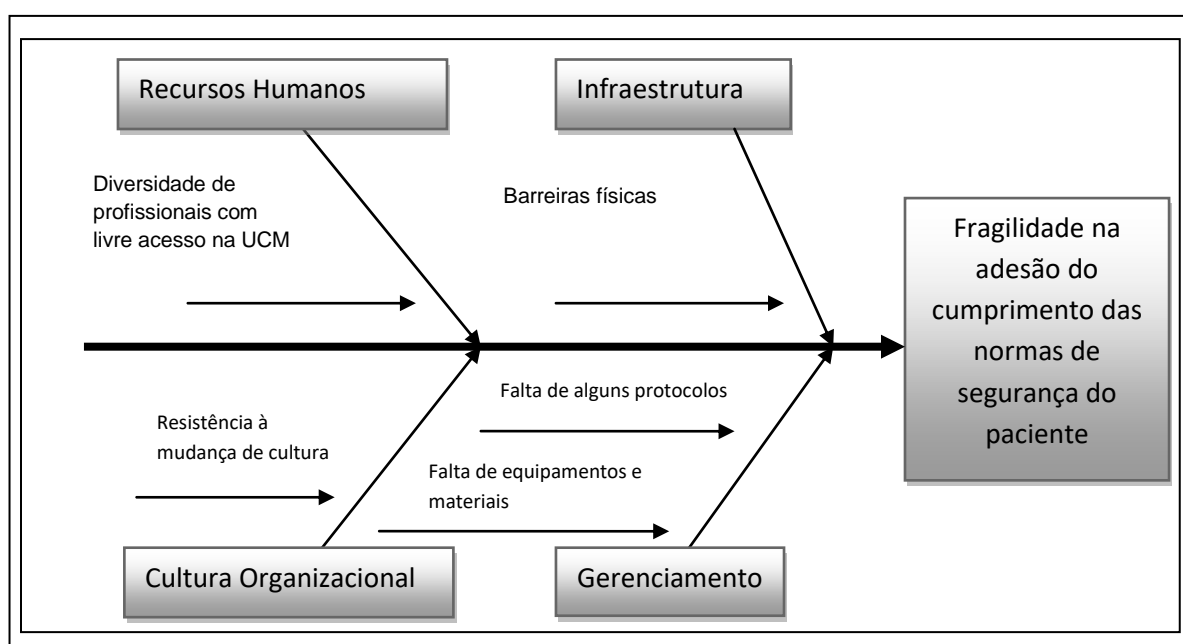 Recursos Humanos
Infraestrutura
Diversidade de
profissionais com
livre acesso na UCM
Barreiras físicas
Fragilidade na
adesão do
cumprimento das
normas de
segurança do
paciente
Resistência à
mudança de cultura
Falta de alguns protocolos
Falta de equipamentos e
materiais
Cultura Organizacional
Gerenciamento